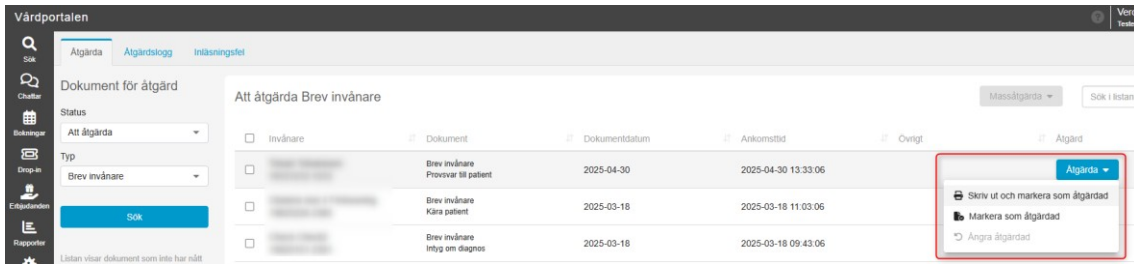 Vårdportalen
Verd
Teste
Sök
Chattar
Bokningar
Drop-in
Erbjudanden
Rapporter
Åtgärda Åtgärdslogg Inläsningsfel
Dokument för åtgärd
Status
Att åtgärda
Typ
Brev invånare
Sök
Listan visar dokument som inte har nått
Att åtgärda Brev invånare
Massåtgärda
Sök i listan
Invånare Dokument Dokumentdatum Ankomsttid Övrigt Åtgärd
Brev invånare
Provsvar till patient
2025-04-30 2025-04-30 13:33:06 Åtgärda
Brev invånare
Kära patient
2025-03-18 2025-03-18 11:03:06
Brev invånare
Intyg om diagnos
2025-03-18 2025-03-18 09:43:06
Skriv ut och markera som åtgärdad
Markera som åtgärdad
Ångra åtgärdad